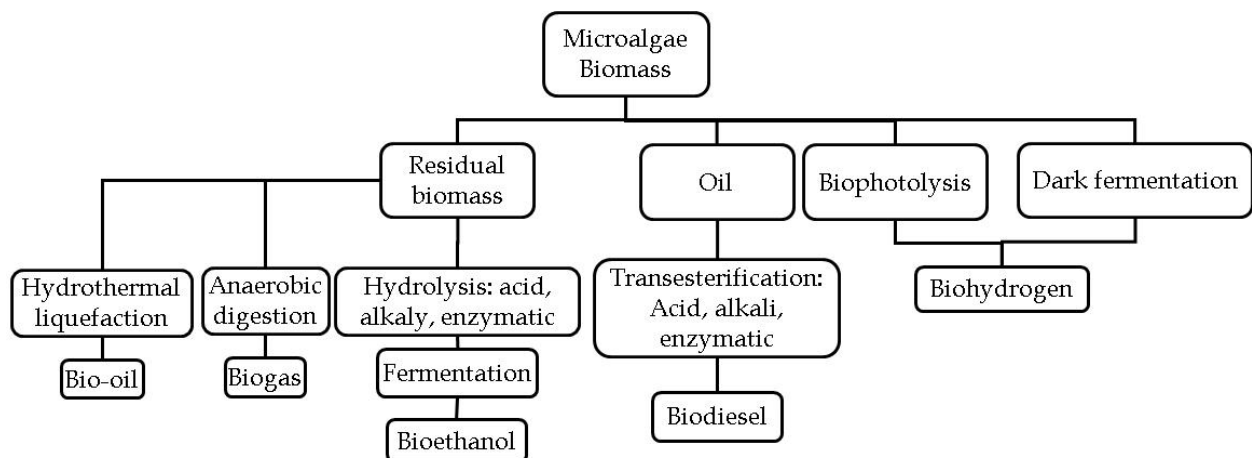 Microalgae
Biomass
Residual
biomass
Oil
Biophotolysis
Dark fermentation
Hydrothermal
liquefaction
Anaerobic
digestion
Hydrolysis: acid,
alkaly, enzymatic
Transesterification:
Acid, alkali,
enzymatic
Biohydrogen
Bio-oil
Biogas
Fermentation
Biodiesel
Bioethanol